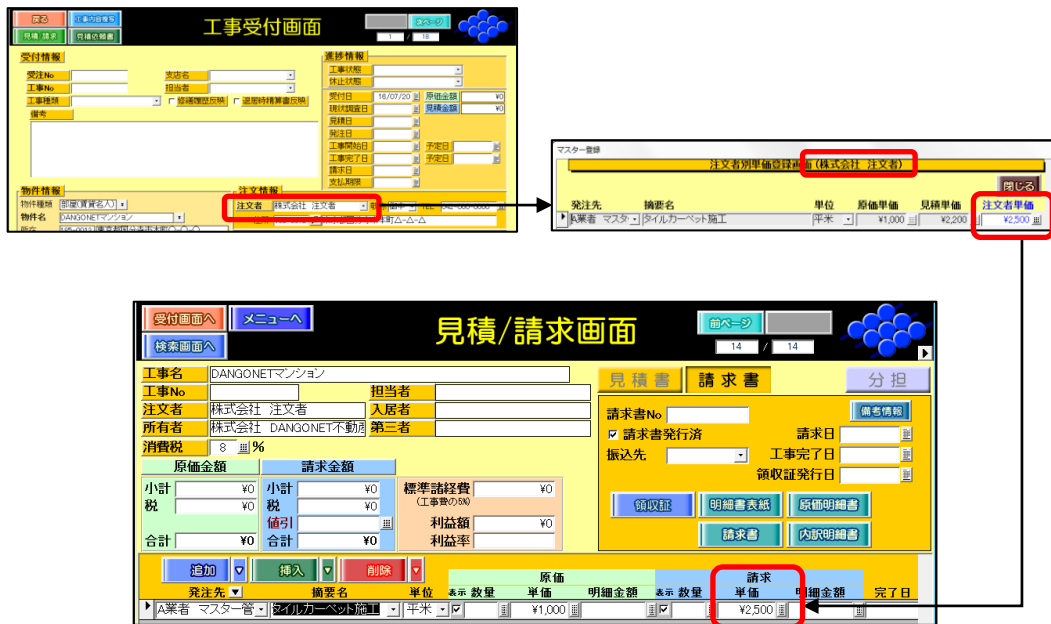 戻る
工事内容複写
見積/請求
見積依頼書
工事受付画面
次ページ
1 / 18
受付情報
受注No
支店名
工事No
担当者
工事種類
修繕履歴反映
退居時精算書反映
備考
進捗情報
工事状態
休止状態
受付日 16/07/20 原価金額 ¥0
現状調査日 見積金額 ¥0
見積日
発注日
工事開始日 予定日
工事完了日 予定日
請求日
支払期限
物件情報
物件種類 部屋(賃貸名人)
物件名 DANGONETマンション
注文情報
注文者 株式会社 注文者
マスター登録
注文者別単価登録画面 (株式会社 注文者)
閉じる
発注先 摘要名 単位 原価単価 見積単価 注文者単価
A業者 マスタ タイルカーペット施工 平米 ¥1,000 ¥2,200 ¥2,500
受付画面へ
メニューへ
検索画面へ
見積/請求画面
前ページ
14 / 14
工事名 DANGONETマンション
工事No 担当者
注文者 株式会社 注文者 入居者
所有者 株式会社 DANGONET不動産 第三者
消費税 8 %
原価金額 請求金額
小計 ¥0 小計 ¥0 標準諸経費 ¥0
(工事費の5%)
税 ¥0 税 ¥0
値引 利益額 ¥0
合計 ¥0 合計 ¥0 利益率
見積書 請求書 分担
請求書No 備考情報
請求書発行済 請求日
振込先 工事完了日
領収証発行日
領収証 明細書表紙 原価明細書
請求書 内訳明細書
追加 挿入 削除
原価 請求
発注先 摘要名 単位 表示 数量 単価 明細金額 表示 数量 単価 明細金額 完了日
A業者 マスター管 タイルカーペット施工 平米 ¥1,000 ¥2,500